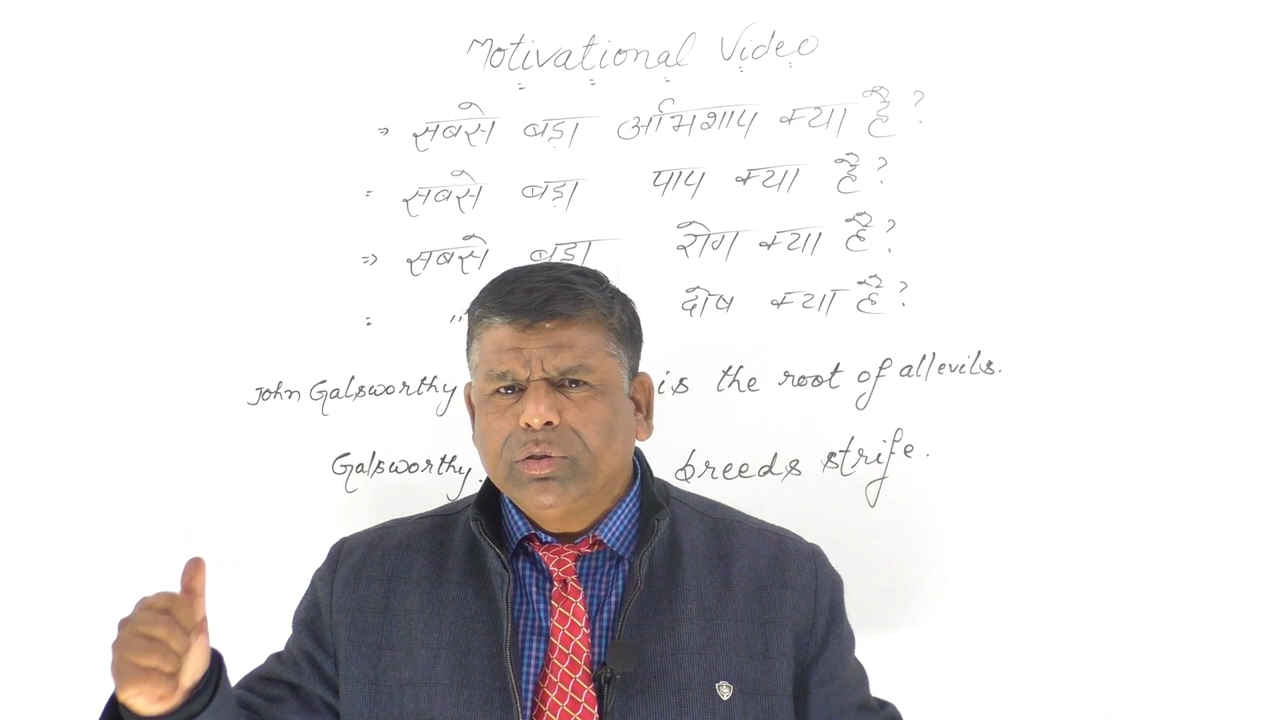 Motivational Video
⇒ सबसे बड़ा अभिशाप क्या है ?
= सबसे बड़ा पाप क्या है ?
⇒ सबसे बड़ा रोग क्या है ?
= " दोष क्या है ?
John Galsworthy is the root of all evils.
Galsworthy. breeds strife.